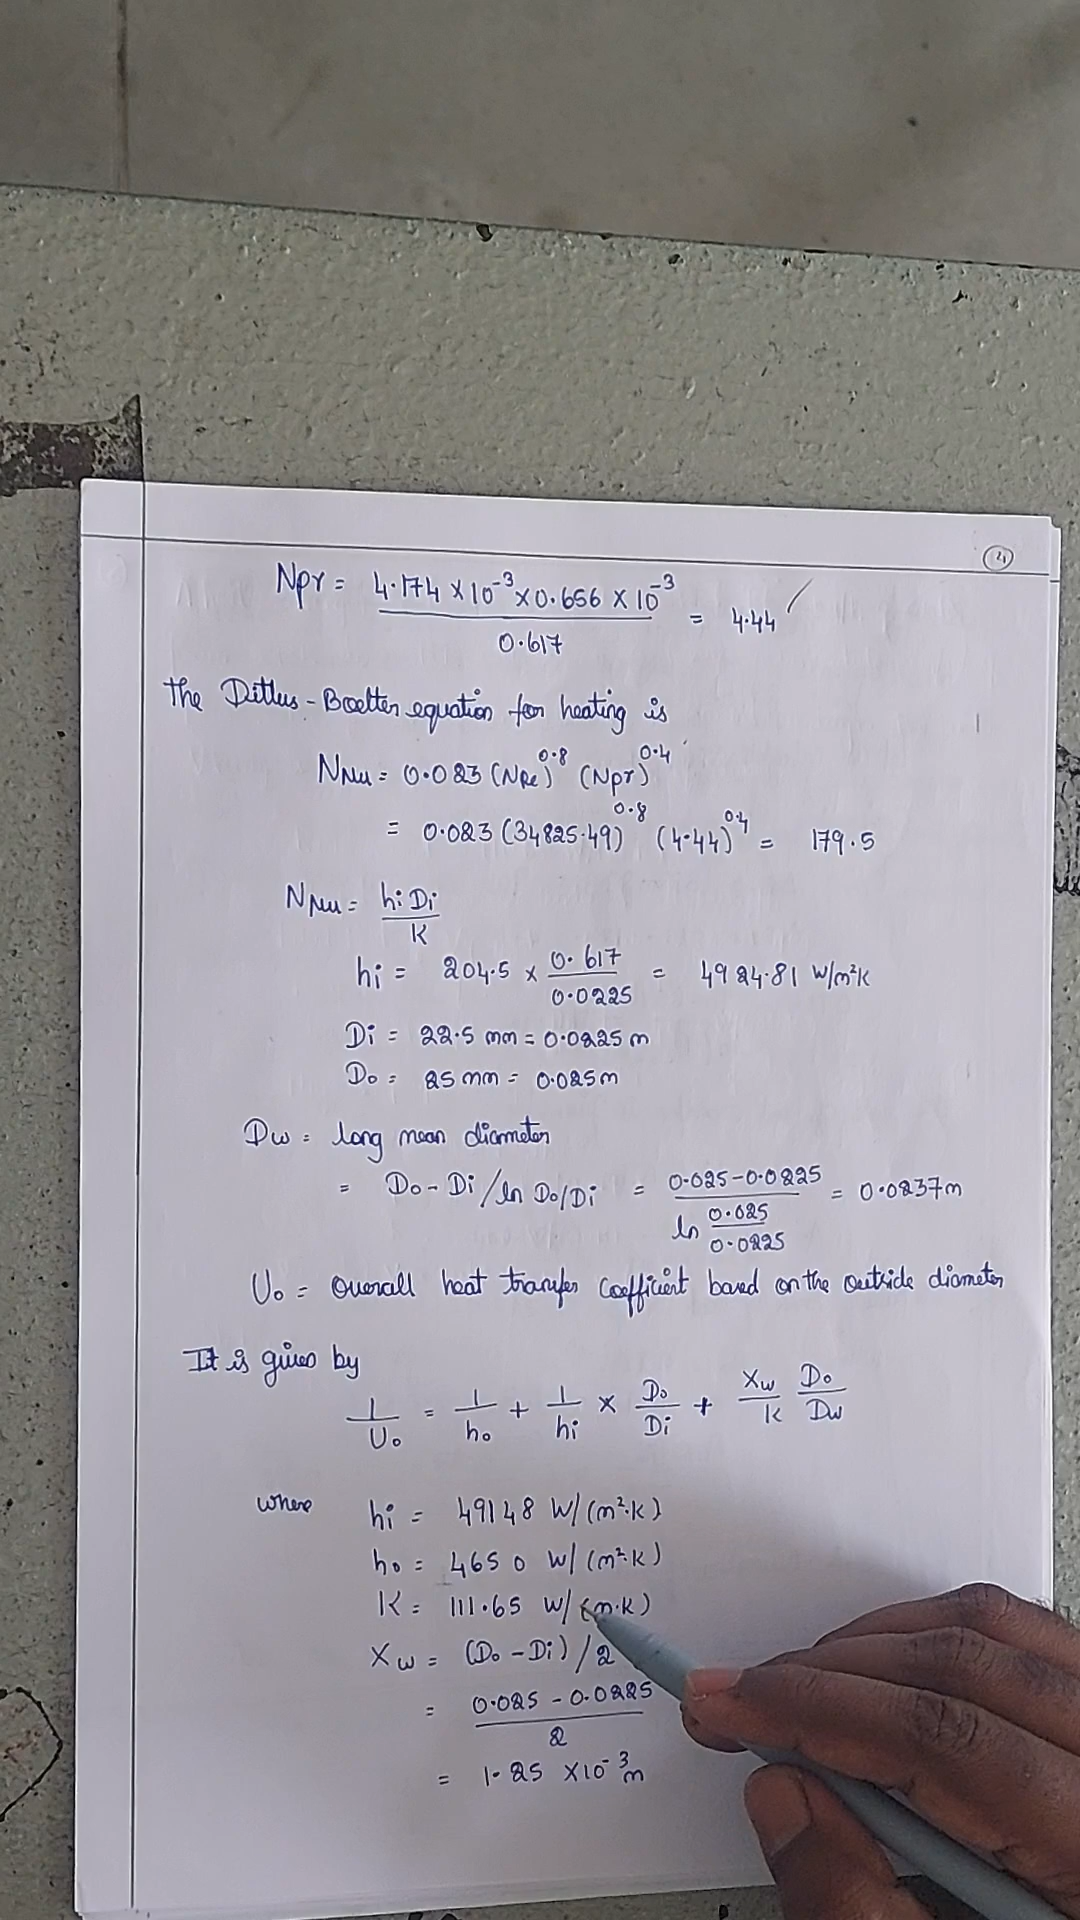 4
Npr = 4.174 × 10⁻³ × 0.656 × 10⁻³ / 0.617 = 4.44
the Dittus - Boelter equation for heating is
NNu = 0.023 (NRe)^0.8 (Npr)^0.4
= 0.023 (34825.49)^0.8 (4.44)^0.4 = 179.5
NNu = hi Di / K
hi = 204.5 × 0.617 / 0.0225 = 4924.81 W/m²K
Di = 22.5 mm = 0.0225 m
Do = 25 mm = 0.025 m
Dw = long mean diameter
= Do - Di / ln Do/Di = 0.025 - 0.0225 / ln 0.025 / 0.0225 = 0.0237 m
Uo = Overall heat transfer coefficient based on the outside diameter
It is given by
1/Uo = 1/ho + 1/hi × Do/Di + Xw/K Do/Dw
where hi = 49148 W/(m².K)
ho = 4650 W/(m².K)
K = 111.65 W/(m.K)
Xw = (Do - Di) / 2
= 0.025 - 0.0225 / 2
= 1.25 × 10⁻³ m